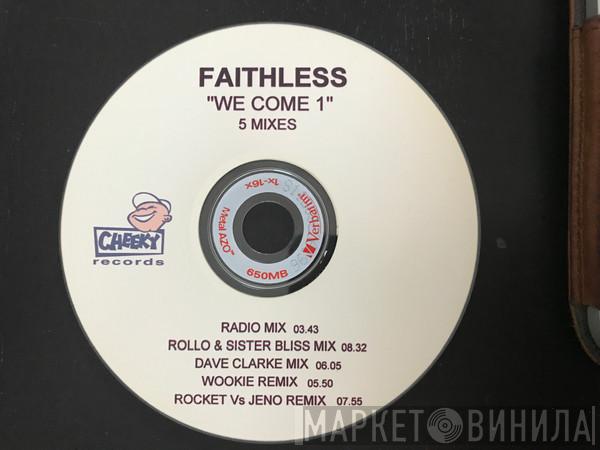 FAITHLESS
"WE COME 1"
5 MIXES
1x-16x
Verbatim
Metal AZO
650MB
CHEEKY
records
RADIO MIX 03.43
ROLLO & SISTER BLISS MIX 08.32
DAVE CLARKE MIX 06.05
WOOKIE REMIX 05.50
ROCKET Vs JENO REMIX 07.55
МАРКЕТ ВИНИЛА